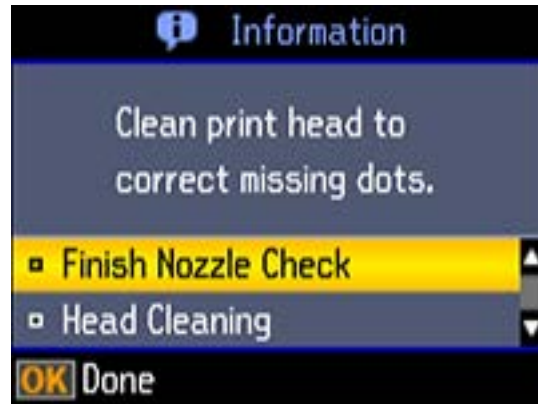 Information
Clean print head to
correct missing dots.
Finish Nozzle Check
Head Cleaning
OK Done